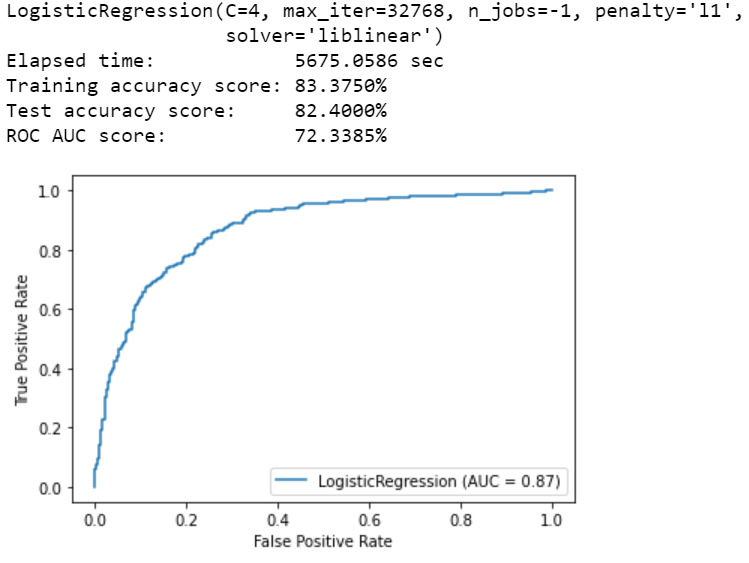 LogisticRegression(C=4, max_iter=32768, n_jobs=-1, penalty='l1',
solver='liblinear')
Elapsed time: 5675.0586 sec
Training accuracy score: 83.3750%
Test accuracy score: 82.4000%
ROC AUC score: 72.3385%
1.0
0.8
0.6
0.4
0.2
0.0
True Positive Rate
LogisticRegression (AUC = 0.87)
0.0 0.2 0.4 0.6 0.8 1.0
False Positive Rate